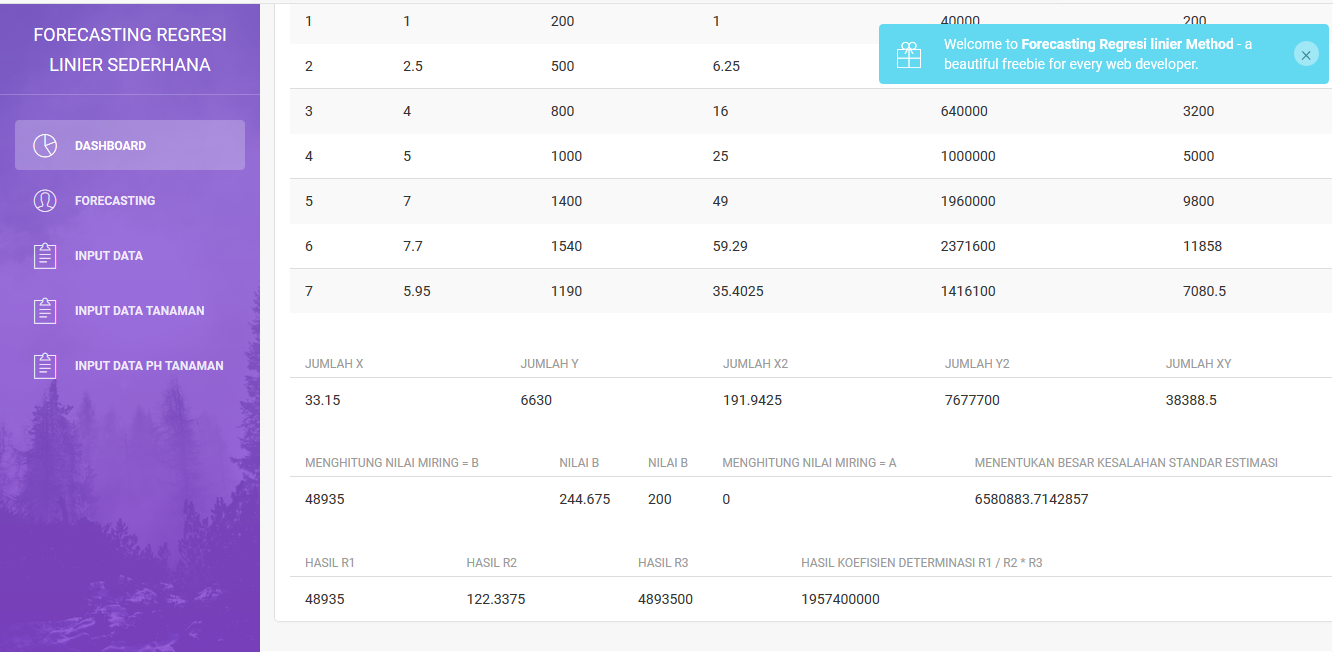 FORECASTING REGRESI
LINIER SEDERHANA
DASHBOARD
FORECASTING
INPUT DATA
INPUT DATA TANAMAN
INPUT DATA PH TANAMAN
Welcome to Forecasting Regresi linier Method - a
beautiful freebie for every web developer.
1 1 200 1 40000 200
2 2.5 500 6.25
3 4 800 16 640000 3200
4 5 1000 25 1000000 5000
5 7 1400 49 1960000 9800
6 7.7 1540 59.29 2371600 11858
7 5.95 1190 35.4025 1416100 7080.5
JUMLAH X JUMLAH Y JUMLAH X2 JUMLAH Y2 JUMLAH XY
33.15 6630 191.9425 7677700 38388.5
MENGHITUNG NILAI MIRING = B NILAI B NILAI B MENGHITUNG NILAI MIRING = A MENENTUKAN BESAR KESALAHAN STANDAR ESTIMASI
48935 244.675 200 0 6580883.7142857
HASIL R1 HASIL R2 HASIL R3 HASIL KOEFISIEN DETERMINASI R1 / R2 * R3
48935 122.3375 4893500 1957400000